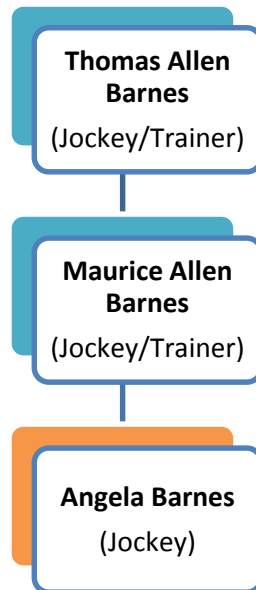 Thomas Allen
Barnes
(Jockey/Trainer)
Maurice Allen
Barnes
(Jockey/Trainer)
Angela Barnes
(Jockey)